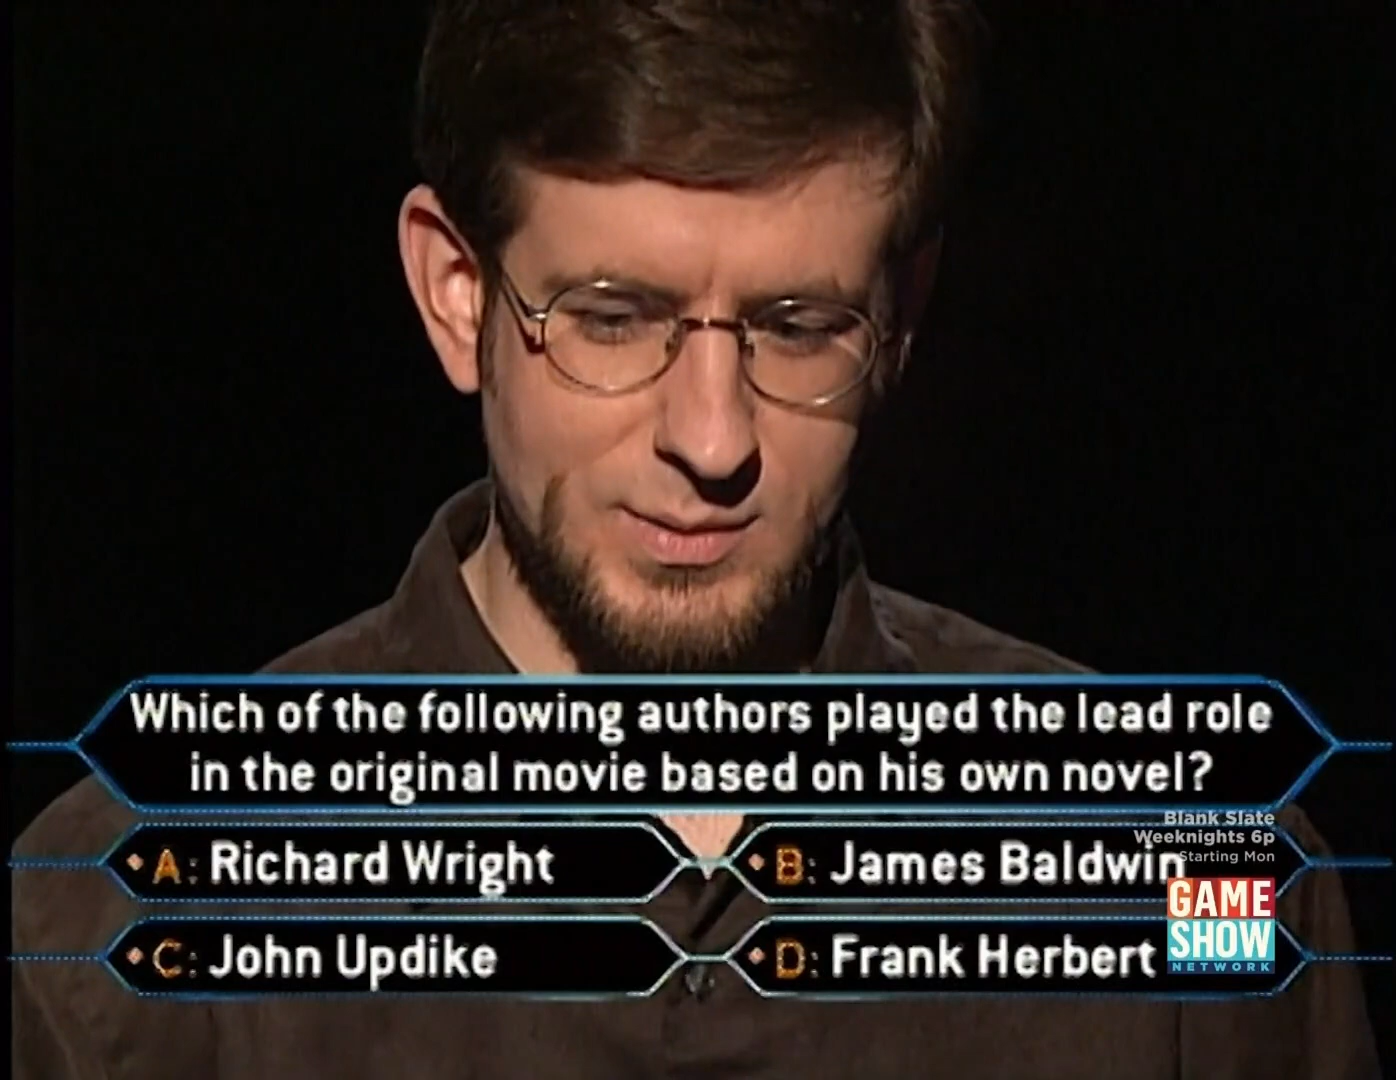 Which of the following authors played the lead role
in the original movie based on his own novel?
Blank Slate
Weeknights 6p
Starting Mon
A: Richard Wright
B: James Baldwin
C: John Updike
D: Frank Herbert
GAME
SHOW
NETWORK